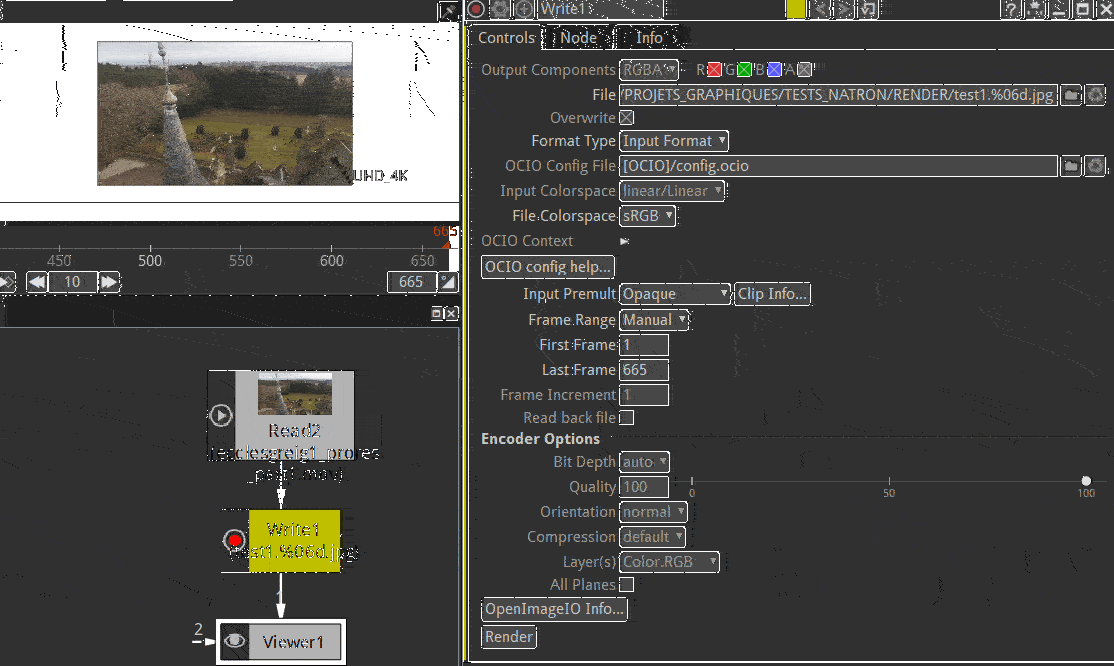 Write1
Controls Node Info
Output Components RGBA R G B A
File /PROJETS_GRAPHIQUES/TESTS_NATRON/RENDER/test1.%06d.jpg
Overwrite
Format Type Input Format
OCIO Config File [OCIO]/config.ocio
Input Colorspace linear/Linear
File Colorspace sRGB
OCIO Context
OCIO config help...
Input Premult Opaque Clip Info...
Frame Range Manual
First Frame 1
Last Frame 665
Frame Increment 1
Read back file
Encoder Options
Bit Depth auto
Quality 100 0 50 100
Orientation normal
Compression default
Layer(s) Color.RGB
All Planes
OpenImageIO Info...
Render
UHD_4K
665
450 500 550 600 650
10 665
Read2
(ecclesgreig1_prores
Write1
(test1.%06d.jpg)
1
2
Viewer1